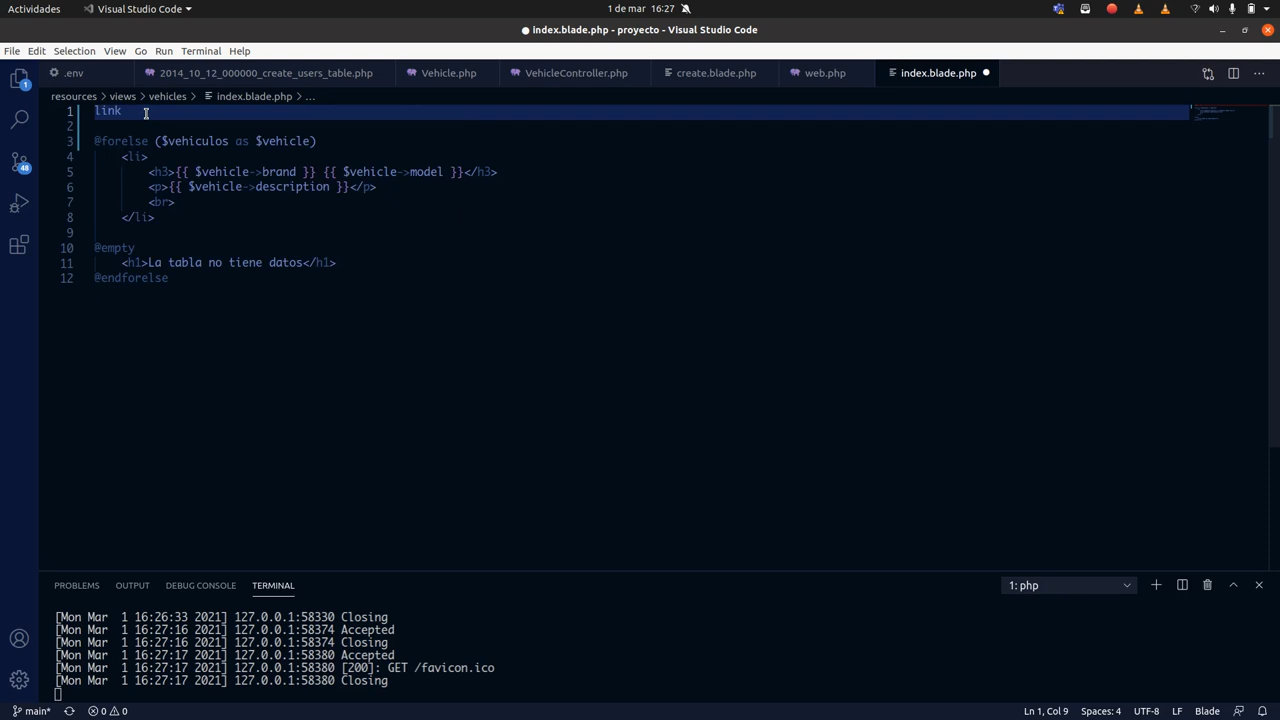 Actividades Visual Studio Code 1 de mar 16:27
index.blade.php - proyecto - Visual Studio Code
File Edit Selection View Go Run Terminal Help
.env 2014_10_12_000000_create_users_table.php Vehicle.php VehicleController.php create.blade.php web.php index.blade.php
resources > views > vehicles > index.blade.php > ...
1 link
2
3 @forelse ($vehiculos as $vehicle)
4 <li>
5 <h3>{{ $vehicle->brand }} {{ $vehicle->model }}</h3>
6 <p>{{ $vehicle->description }}</p>
7 <br>
8 </li>
9
10 @empty
11 <h1>La tabla no tiene datos</h1>
12 @endforelse
1
48
PROBLEMS OUTPUT DEBUG CONSOLE TERMINAL 1: php
[Mon Mar  1 16:26:33 2021] 127.0.0.1:58330 Closing
[Mon Mar  1 16:27:16 2021] 127.0.0.1:58374 Accepted
[Mon Mar  1 16:27:16 2021] 127.0.0.1:58374 Closing
[Mon Mar  1 16:27:17 2021] 127.0.0.1:58380 Accepted
[Mon Mar  1 16:27:17 2021] 127.0.0.1:58380 [200]: GET /favicon.ico
[Mon Mar  1 16:27:17 2021] 127.0.0.1:58380 Closing
main* 0 0 Ln 1, Col 9 Spaces: 4 UTF-8 LF Blade